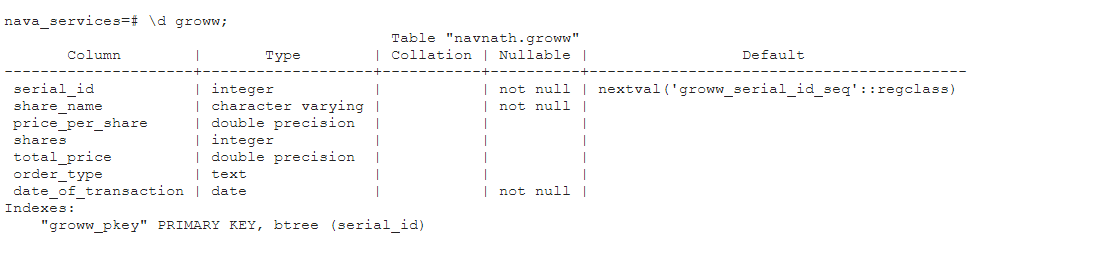 nava_services=# \d groww;
                                           Table "navnath.groww"
       Column        |       Type        | Collation | Nullable |                 Default
---------------------+-------------------+-----------+----------+------------------------------------------
 serial_id           | integer           |           | not null | nextval('groww_serial_id_seq'::regclass)
 share_name          | character varying |           | not null |
 price_per_share     | double precision  |           |          |
 shares              | integer           |           |          |
 total_price         | double precision  |           |          |
 order_type          | text              |           |          |
 date_of_transaction | date              |           | not null |
Indexes:
    "groww_pkey" PRIMARY KEY, btree (serial_id)